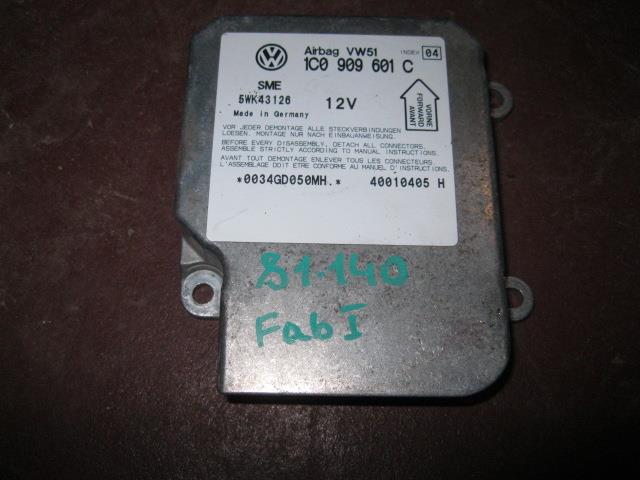 Airbag VW51 INDEX 04
1C0 909 601 C
SME
5WK43126 12V
Made in Germany
VORNE
FORWARD
AVANT
VOR JEDER DEMONTAGE ALLE STECKVERBINDUNGEN
LOESEN. MONTAGE NUR NACH EINBAUANWEISUNG.
BEFORE EVERY DISASSEMBLY, DETACH ALL CONNECTORS.
ASSEMBLE STRICTLY ACCORDING TO MANUAL INSTRUCTIONS.
AVANT TOUT DEMONTAGE ENLEVER TOUS LES CONNECTEURS.
L'ASSEMBLAGE DOIT ETRE CONFORME AU MANUEL D'INSTRUCTIONS.
*0034GD050MH.* 40010405 H
S1.140
Fab I